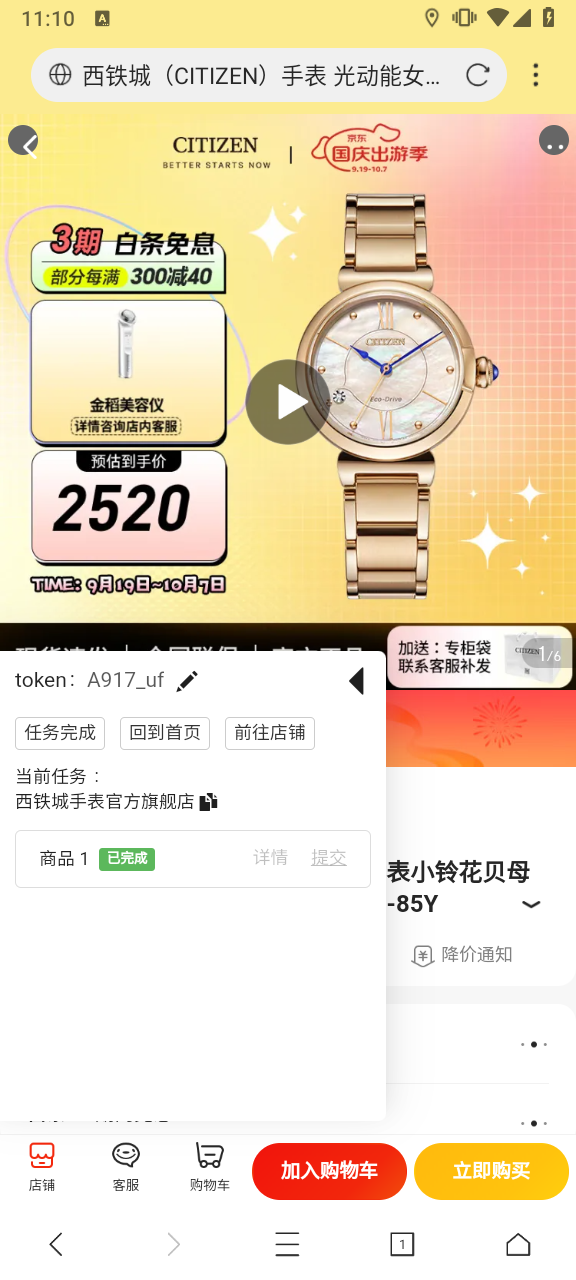 11:10
A
西铁城（CITIZEN）手表 光动能女...
CITIZEN
BETTER STARTS NOW
京东
国庆出游季
9.19-10.7
3期 白条免息
部分每满 300减40
金稻美容仪
详情咨询店内客服
预估到手价
2520
TIME: 9月19日~10月7日
CITIZEN
Eco-Drive
加送：专柜袋
联系客服补发
CITIZEN
1/6
token： A917_uf
任务完成
回到首页
前往店铺
当前任务：
西铁城手表官方旗舰店
商品 1 已完成 详情 提交
表小铃花贝母
-85Y
降价通知
店铺
客服
购物车
加入购物车
立即购买
1